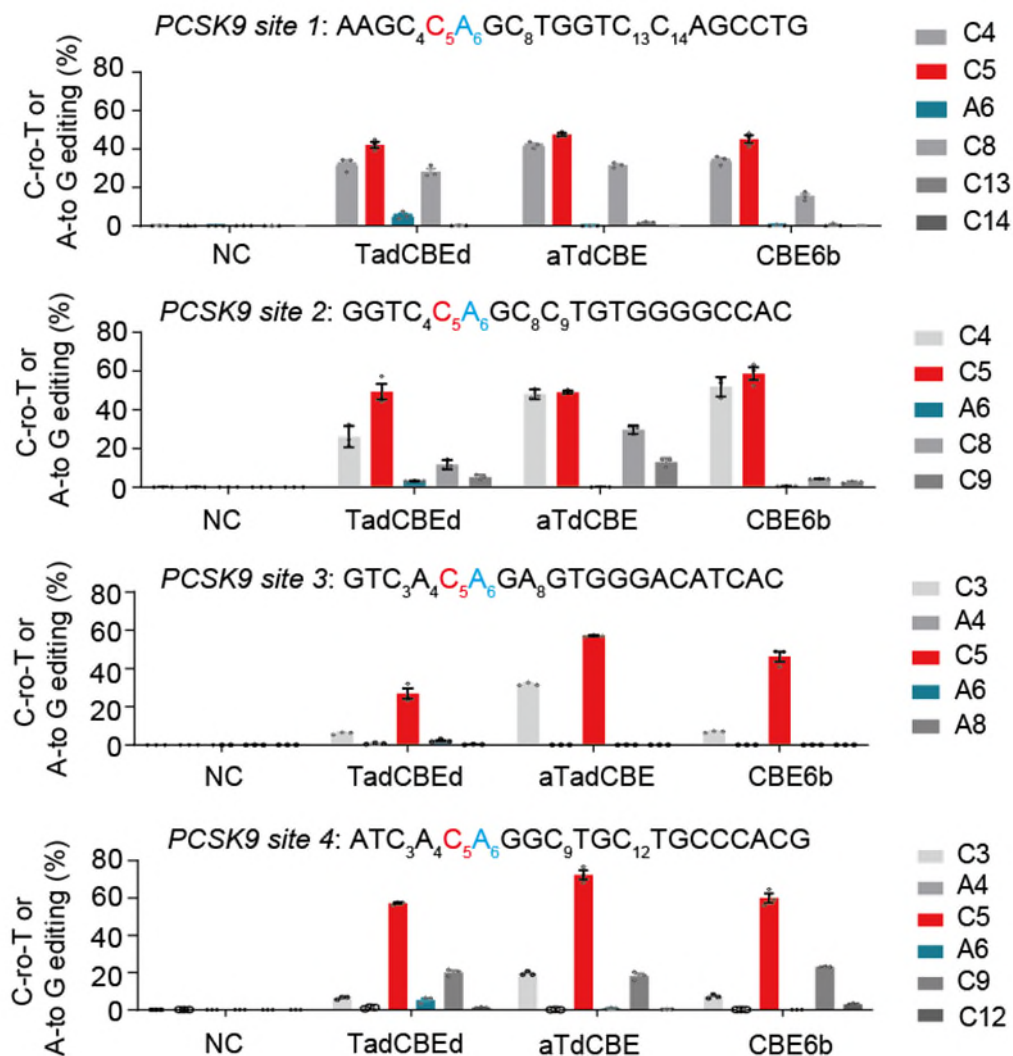 PCSK9 site 1: AAGC4C5A6GC8TGGTC13C14AGCCTG
C-ro-T or
A-to G editing (%)
80
60
40
20
0
NC
TadCBEd
aTdCBE
CBE6b
C4
C5
A6
C8
C13
C14
PCSK9 site 2: GGTC4C5A6GC8C9TGTGGGGCCAC
C-ro-T or
A-to G editing (%)
80
60
40
20
0
NC
TadCBEd
aTdCBE
CBE6b
C4
C5
A6
C8
C9
PCSK9 site 3: GTC3A4C5A6GA8GTGGGACATCAC
C-ro-T or
A-to G editing (%)
80
60
40
20
0
NC
TadCBEd
aTadCBE
CBE6b
C3
A4
C5
A6
A8
PCSK9 site 4: ATC3A4C5A6GGC9TGC12TGCCCACG
C-ro-T or
A-to G editing (%)
80
60
40
20
0
NC
TadCBEd
aTdCBE
CBE6b
C3
A4
C5
A6
C9
C12